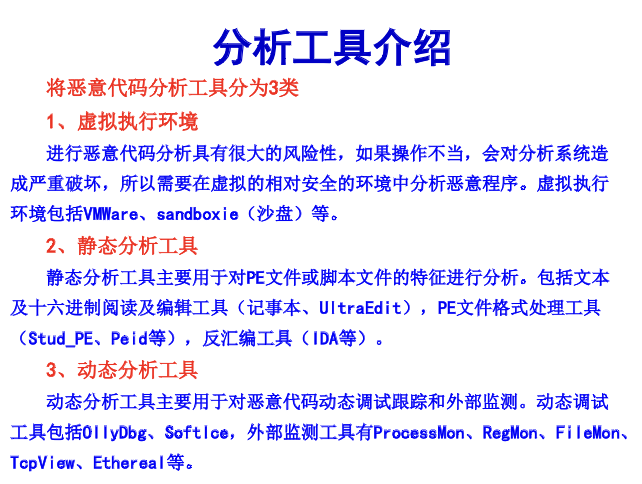 分析工具介绍
将恶意代码分析工具分为3类
1、虚拟执行环境
进行恶意代码分析具有很大的风险性，如果操作不当，会对分析系统造
成严重破坏，所以需要在虚拟的相对安全的环境中分析恶意程序。虚拟执行
环境包括VMWare、sandboxie（沙盘）等。
2、静态分析工具
静态分析工具主要用于对PE文件或脚本文件的特征进行分析。包括文本
及十六进制阅读及编辑工具（记事本、UltraEdit），PE文件格式处理工具
（Stud_PE、Peid等），反汇编工具（IDA等）。
3、动态分析工具
动态分析工具主要用于对恶意代码动态调试跟踪和外部监测。动态调试
工具包括OllyDbg、SoftIce，外部监测工具有ProcessMon、RegMon、FileMon、
TcpView、Ethereal等。